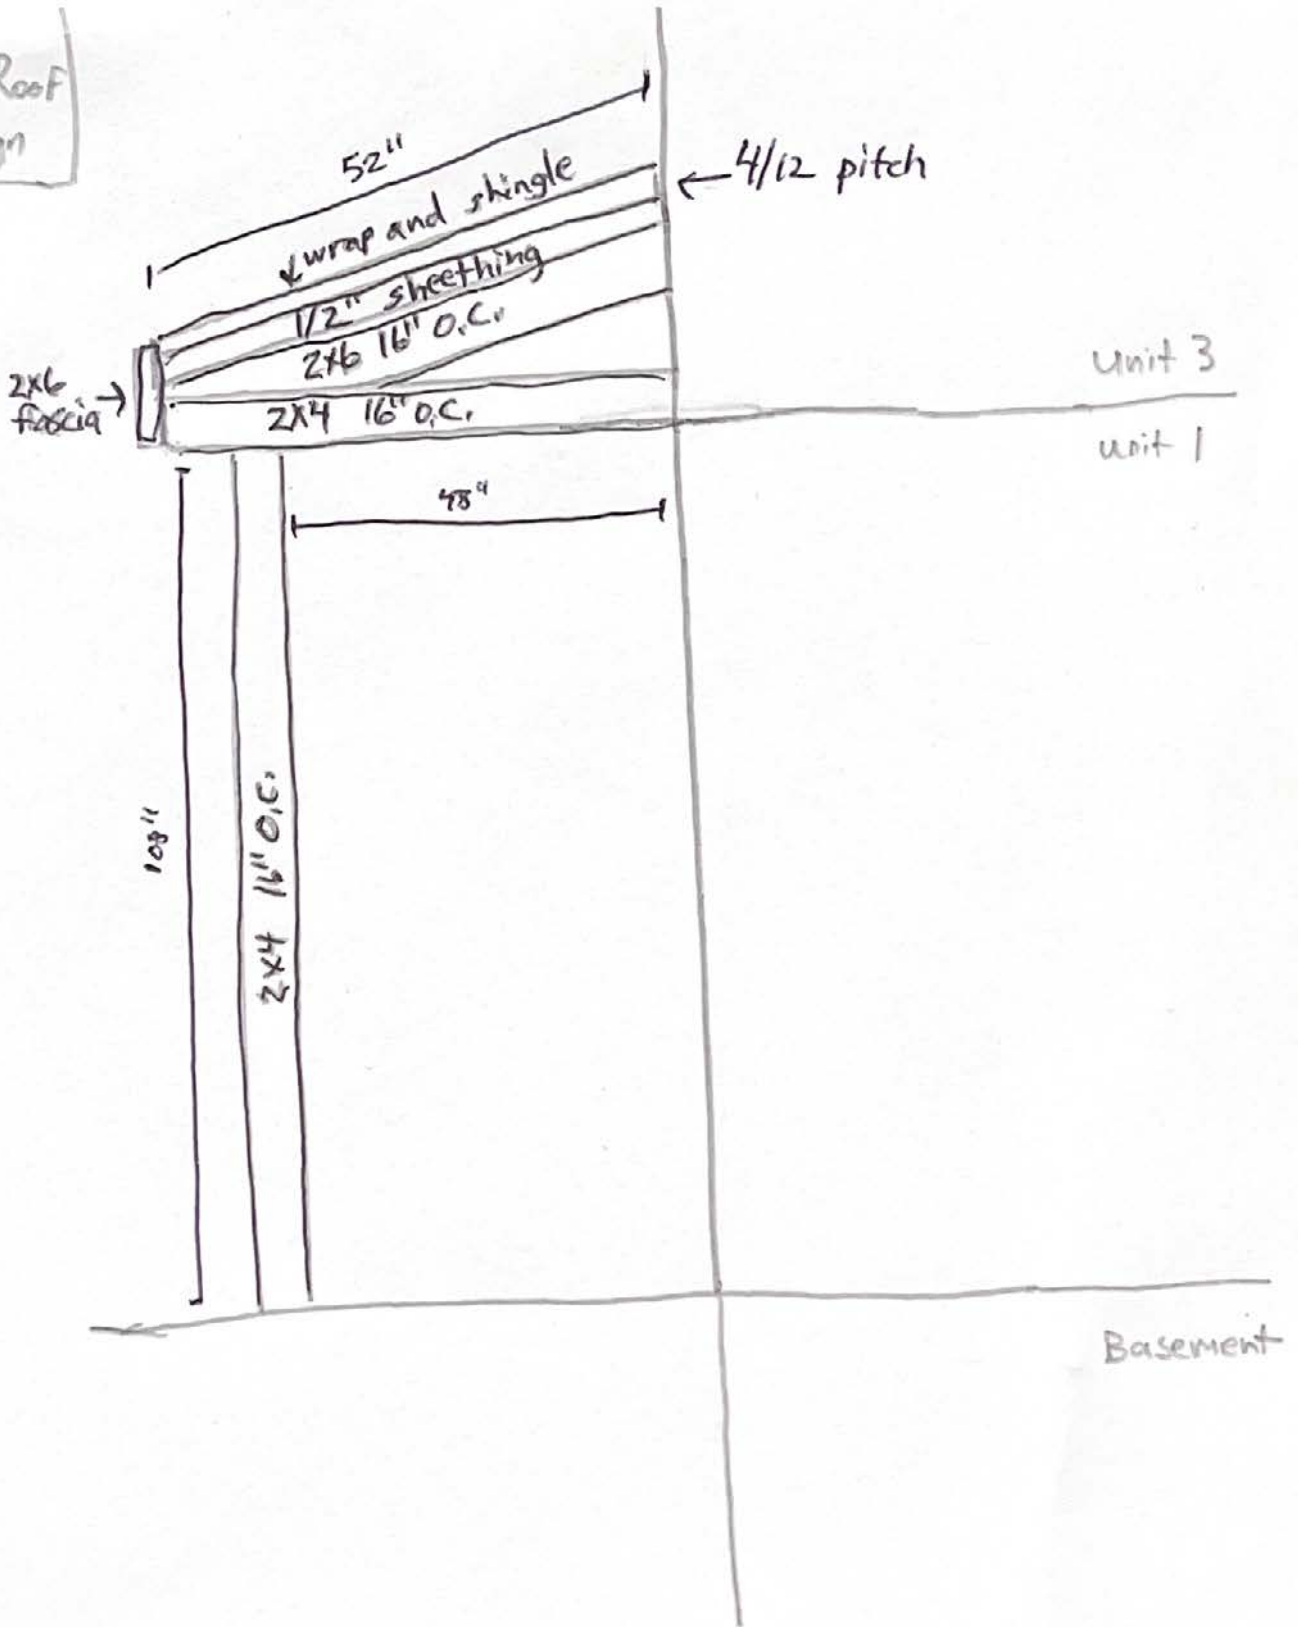 Roof
52"
wrap and shingle
4/12 pitch
1/2" sheething
2x6 16" O.C.
2x6
fascia
2x4 16" O.C.
Unit 3
unit 1
48"
108"
2x4 16" O.C.
Basement